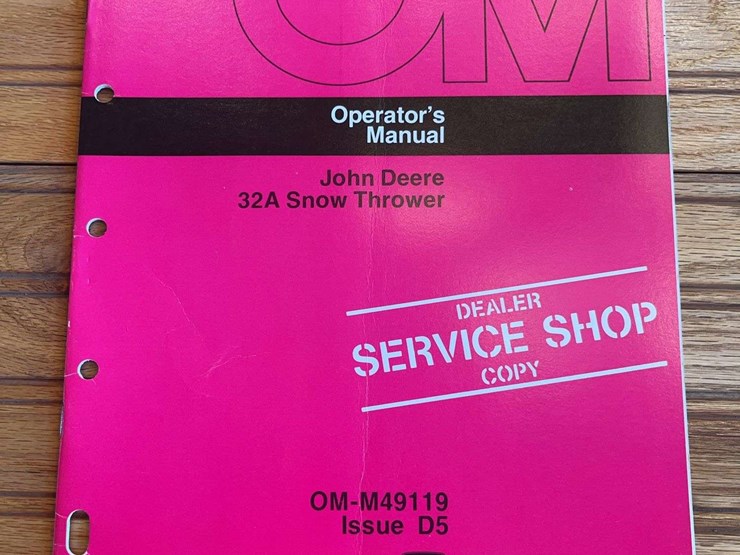 OM
Operator's
Manual
John Deere
32A Snow Thrower
DEALER
SERVICE SHOP
COPY
OM-M49119
Issue D5